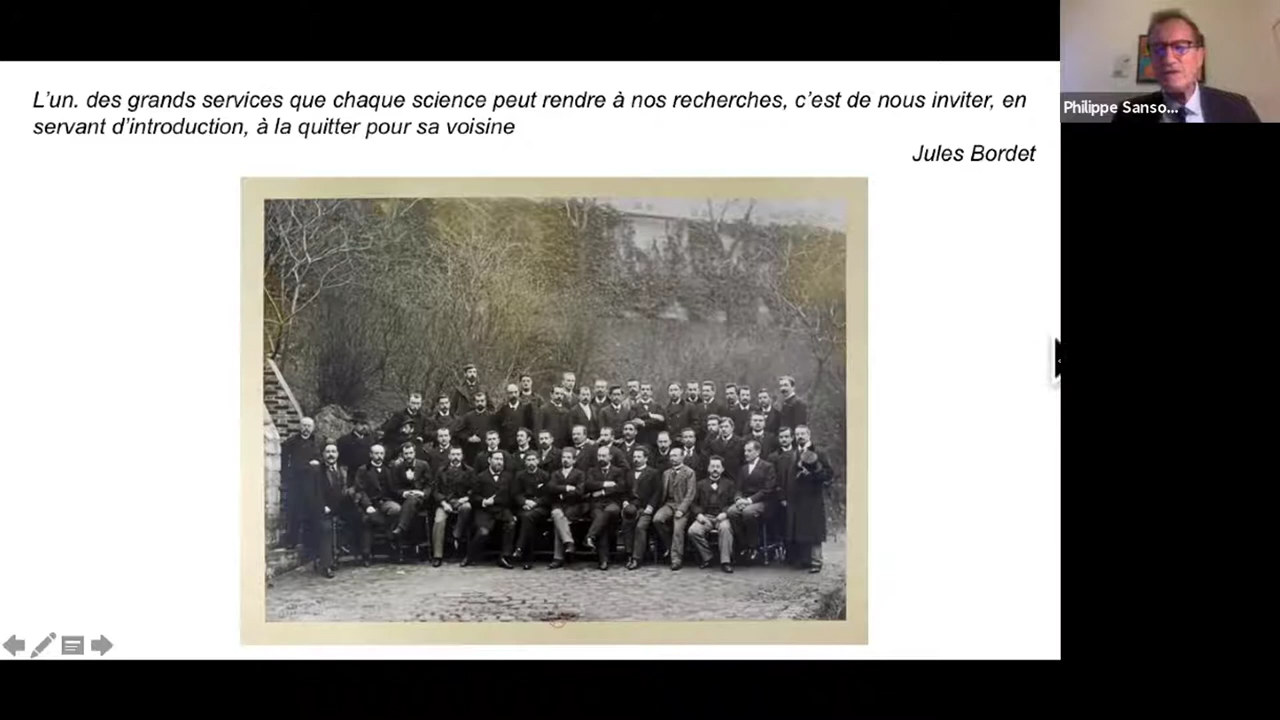 L'un. des grands services que chaque science peut rendre à nos recherches, c'est de nous inviter, en
servant d'introduction, à la quitter pour sa voisine
Jules Bordet
Philippe Sanso...